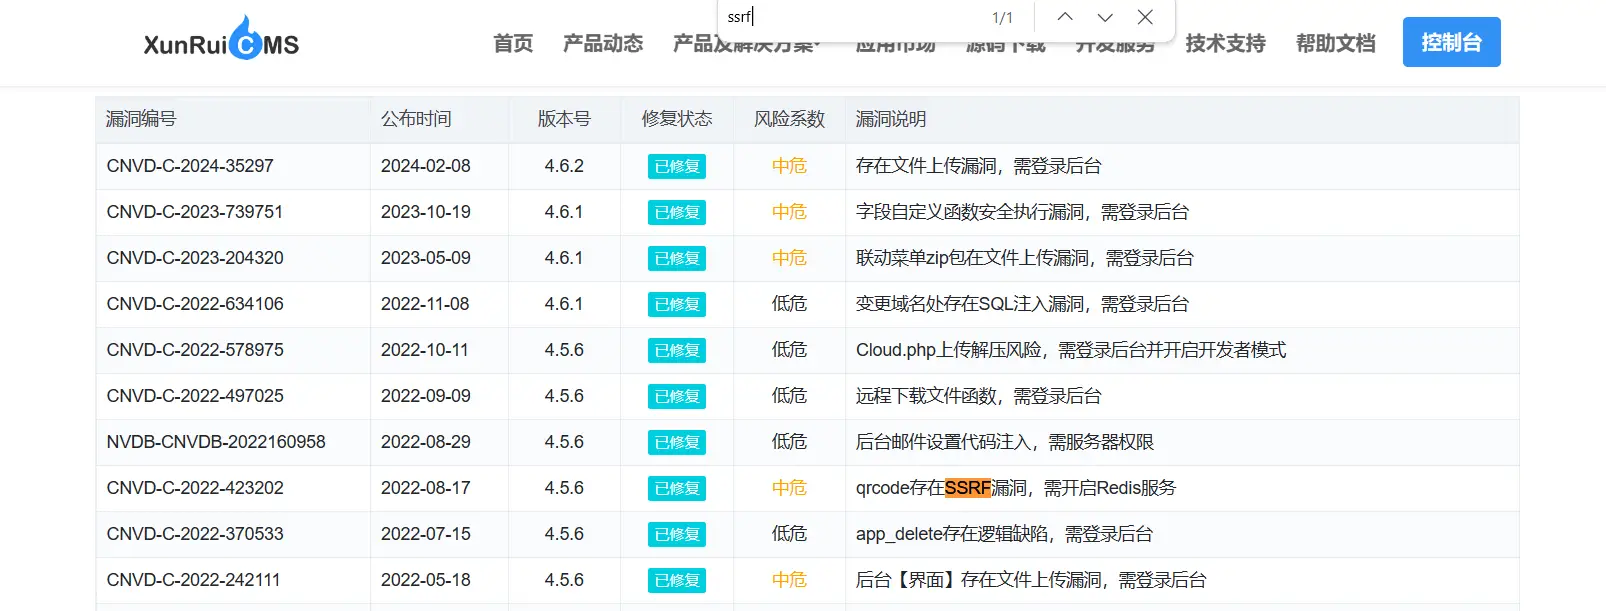 ssrf 1/1
XunRuiCMS 首页 产品动态 产品及解决方案 应用市场 源码下载 开发服务 技术支持 帮助文档 控制台
漏洞编号 公布时间 版本号 修复状态 风险系数 漏洞说明
CNVD-C-2024-35297 2024-02-08 4.6.2 已修复 中危 存在文件上传漏洞，需登录后台
CNVD-C-2023-739751 2023-10-19 4.6.1 已修复 中危 字段自定义函数安全执行漏洞，需登录后台
CNVD-C-2023-204320 2023-05-09 4.6.1 已修复 中危 联动菜单zip包在文件上传漏洞，需登录后台
CNVD-C-2022-634106 2022-11-08 4.6.1 已修复 低危 变更域名处存在SQL注入漏洞，需登录后台
CNVD-C-2022-578975 2022-10-11 4.5.6 已修复 低危 Cloud.php上传解压风险，需登录后台并开启开发者模式
CNVD-C-2022-497025 2022-09-09 4.5.6 已修复 低危 远程下载文件函数，需登录后台
NVDB-CNVDB-2022160958 2022-08-29 4.5.6 已修复 低危 后台邮件设置代码注入，需服务器权限
CNVD-C-2022-423202 2022-08-17 4.5.6 已修复 中危 qrcode存在SSRF漏洞，需开启Redis服务
CNVD-C-2022-370533 2022-07-15 4.5.6 已修复 低危 app_delete存在逻辑缺陷，需登录后台
CNVD-C-2022-242111 2022-05-18 4.5.6 已修复 中危 后台【界面】存在文件上传漏洞，需登录后台